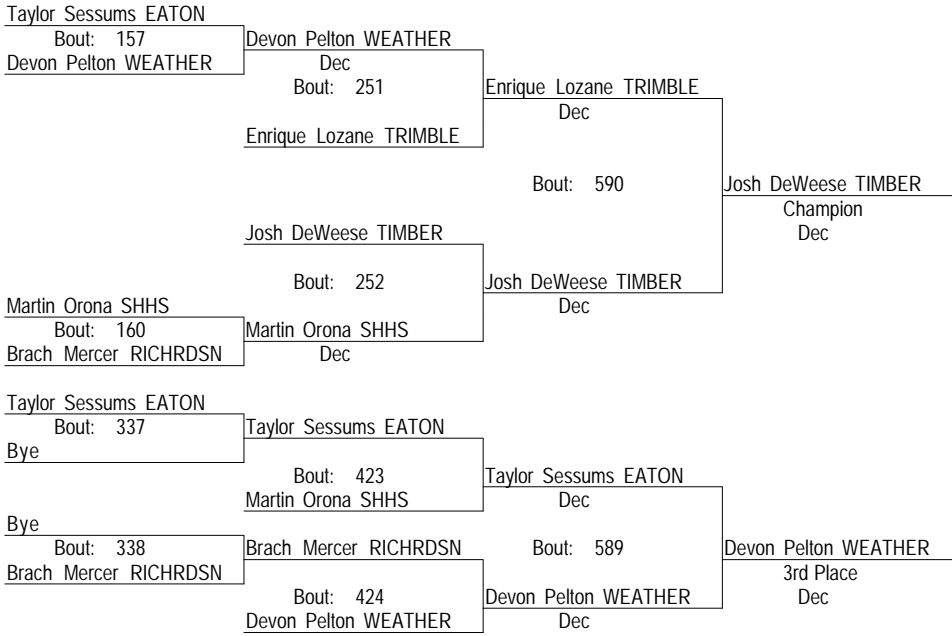 Taylor Sessums EATON
Bout: 157
Devon Pelton WEATHER
Devon Pelton WEATHER
Dec
Bout: 251
Enrique Lozane TRIMBLE
Enrique Lozane TRIMBLE
Dec
Bout: 590
Josh DeWeese TIMBER
Champion
Dec
Josh DeWeese TIMBER
Bout: 252
Josh DeWeese TIMBER
Dec
Martin Orona SHHS
Bout: 160
Brach Mercer RICHRDSN
Martin Orona SHHS
Dec
Taylor Sessums EATON
Bout: 337
Bye
Taylor Sessums EATON
Bout: 423
Martin Orona SHHS
Taylor Sessums EATON
Dec
Bye
Bout: 338
Brach Mercer RICHRDSN
Brach Mercer RICHRDSN
Bout: 424
Devon Pelton WEATHER
Bout: 589
Devon Pelton WEATHER
Dec
Devon Pelton WEATHER
3rd Place
Dec